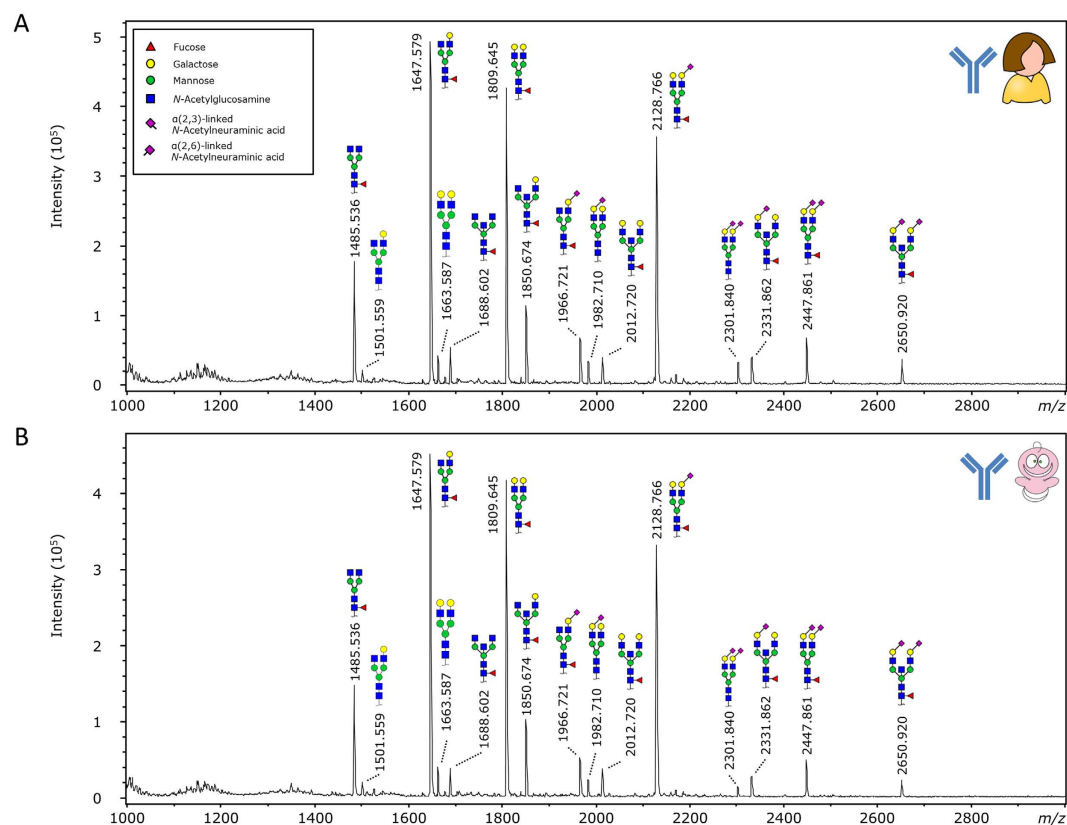 A
Intensity (10⁵)
5
4
3
2
1
0
Fucose
Galactose
Mannose
N-Acetylglucosamine
α(2,3)-linked
N-Acetylneuraminic acid
α(2,6)-linked
N-Acetylneuraminic acid
1485.536
1501.559
1647.579
1663.587
1688.602
1809.645
1850.674
1966.721
1982.710
2012.720
2128.766
2301.840
2331.862
2447.861
2650.920
1000 1200 1400 1600 1800 2000 2200 2400 2600 2800 m/z
B
Intensity (10⁵)
4
3
2
1
0
1485.536
1501.559
1647.579
1663.587
1688.602
1809.645
1850.674
1966.721
1982.710
2012.720
2128.766
2301.840
2331.862
2447.861
2650.920
1000 1200 1400 1600 1800 2000 2200 2400 2600 2800 m/z